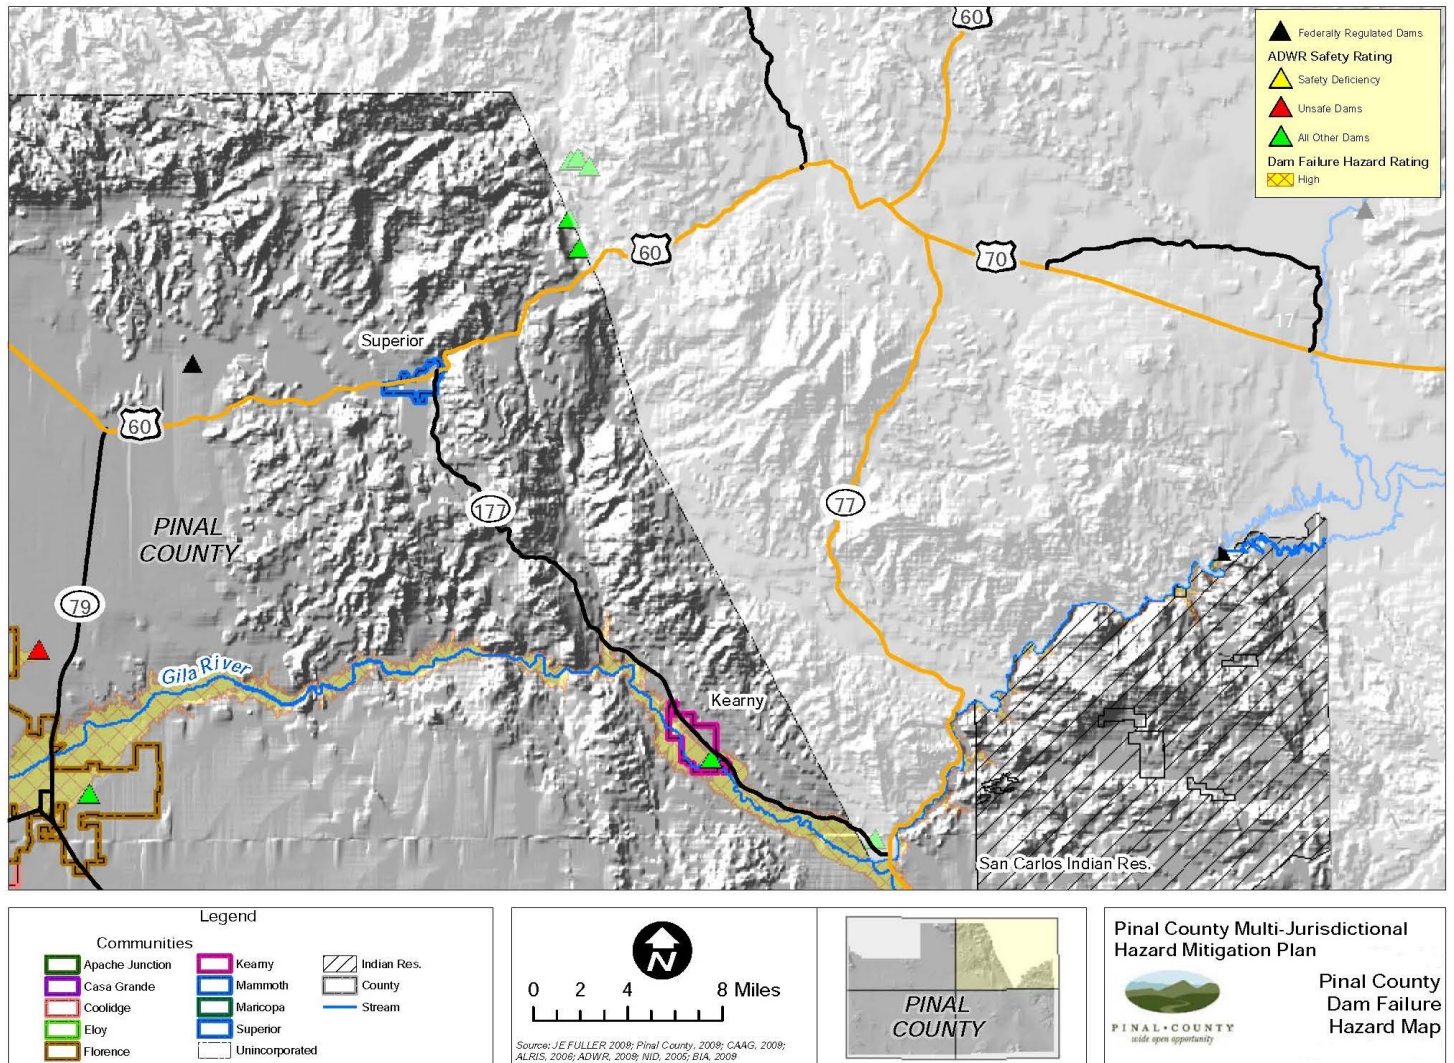 60
Federally Regulated Dams
ADWR Safety Rating
Safety Deficiency
Unsafe Dams
All Other Dams
Dam Failure Hazard Rating
High
60
70
17
Superior
60
177
77
PINAL
COUNTY
79
Gila River
Kearny
San Carlos Indian Res.
Legend
Communities
Apache Junction
Casa Grande
Coolidge
Eloy
Florence
Kearny
Mammoth
Maricopa
Superior
Unincorporated
Indian Res.
County
Stream
N
0 2 4 8 Miles
Source: JE FULLER 2009; Pinal County, 2009; CAAG, 2009;
ALRIS, 2006; ADWR, 2009; NID, 2005; BIA, 2009
PINAL
COUNTY
Pinal County Multi-Jurisdictional
Hazard Mitigation Plan
PINAL • COUNTY
wide open opportunity
Pinal County
Dam Failure
Hazard Map